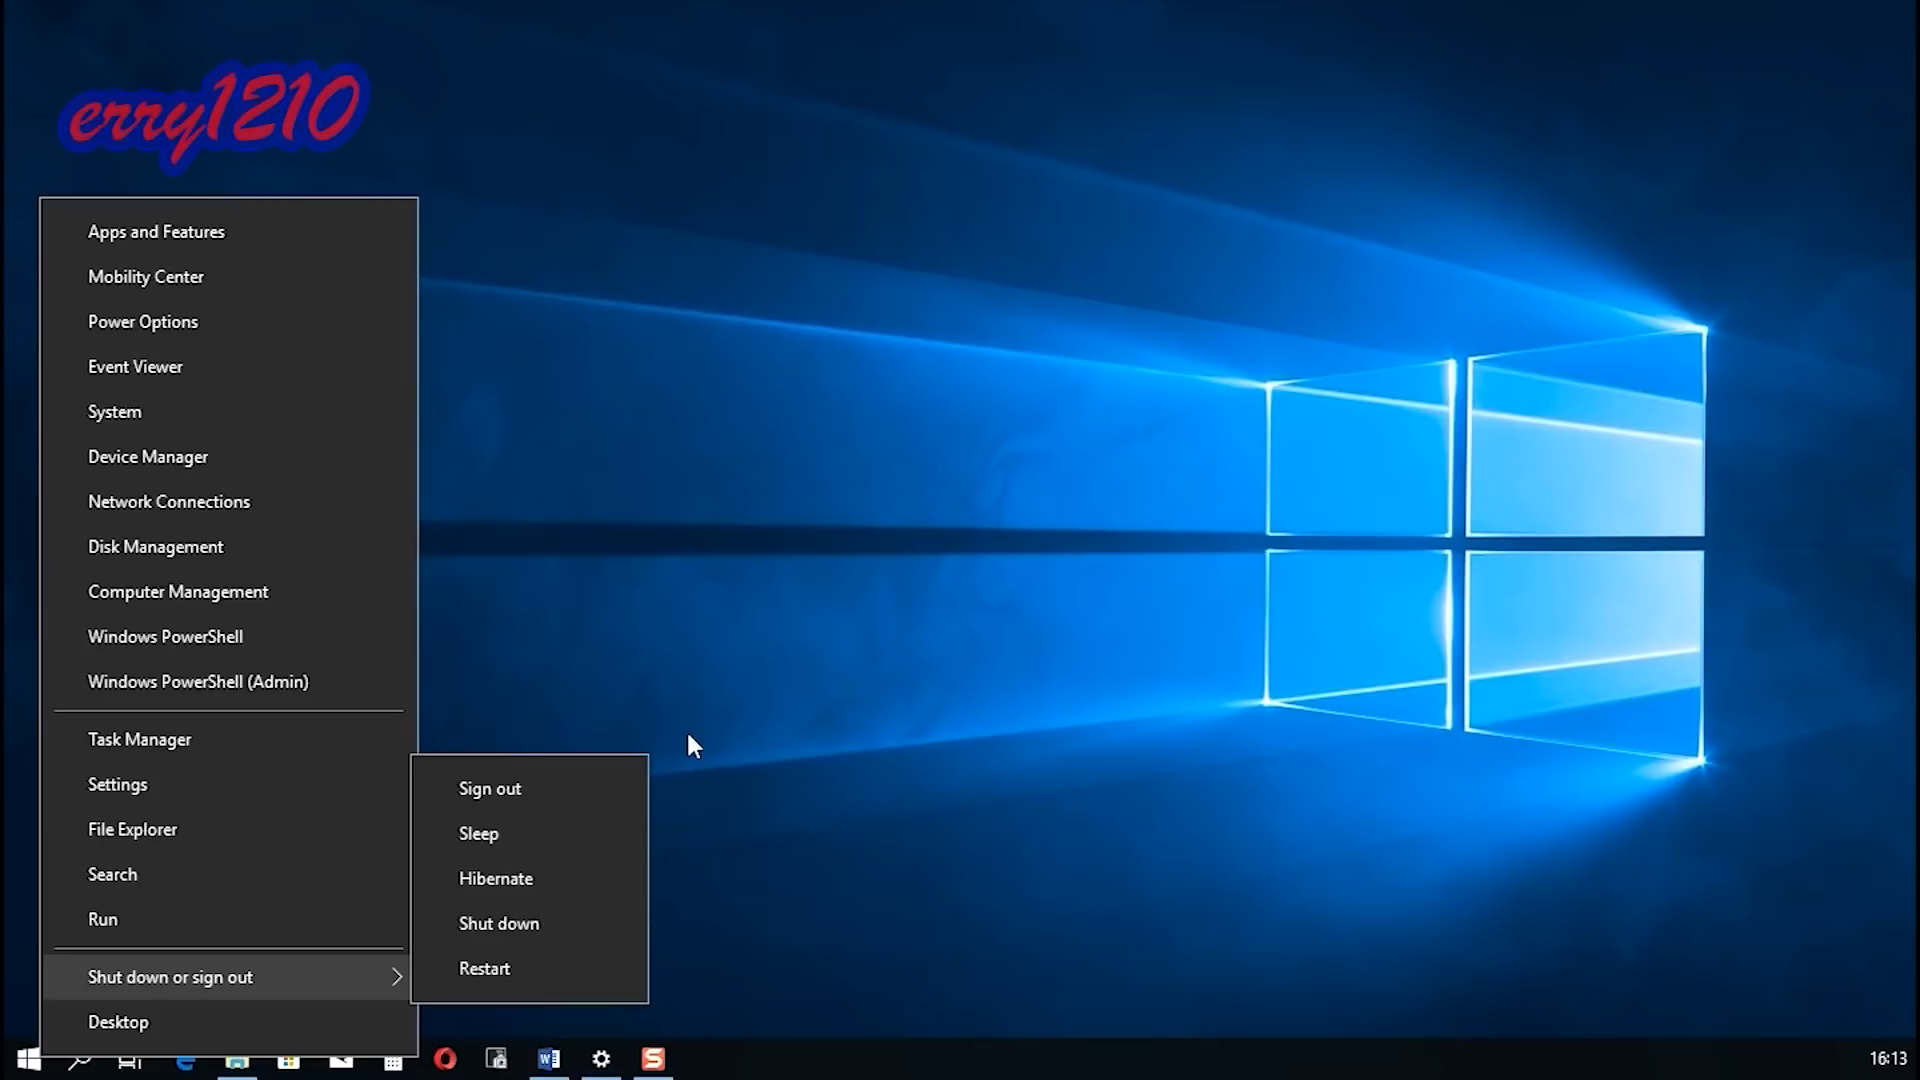 erry1210
Apps and Features
Mobility Center
Power Options
Event Viewer
System
Device Manager
Network Connections
Disk Management
Computer Management
Windows PowerShell
Windows PowerShell (Admin)
Task Manager
Settings
File Explorer
Search
Run
Shut down or sign out
Desktop
Sign out
Sleep
Hibernate
Shut down
Restart
16:13